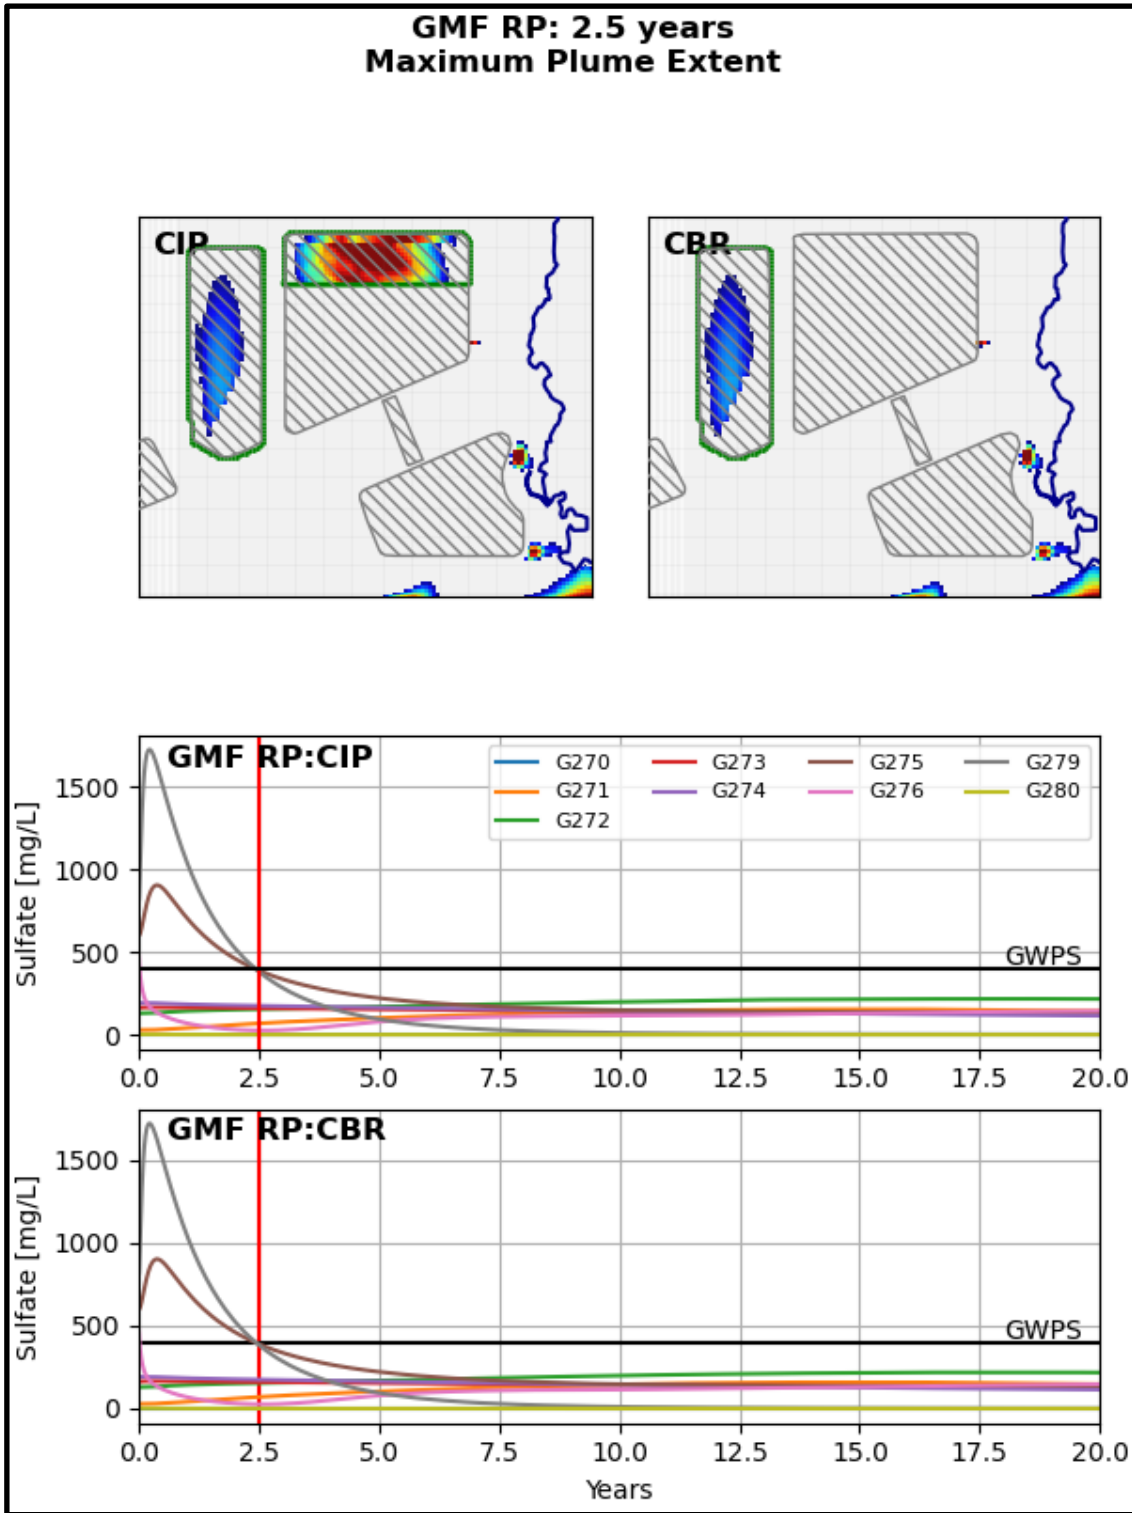 GMF RP: 2.5 years
Maximum Plume Extent
CIP
CBR
GMF RP:CIP
G270
G273
G275
G279
G271
G274
G276
G280
G272
1500
1000
500
0
Sulfate [mg/L]
GWPS
0.0
2.5
5.0
7.5
10.0
12.5
15.0
17.5
20.0
GMF RP:CBR
1500
1000
500
0
Sulfate [mg/L]
GWPS
0.0
2.5
5.0
7.5
10.0
12.5
15.0
17.5
20.0
Years